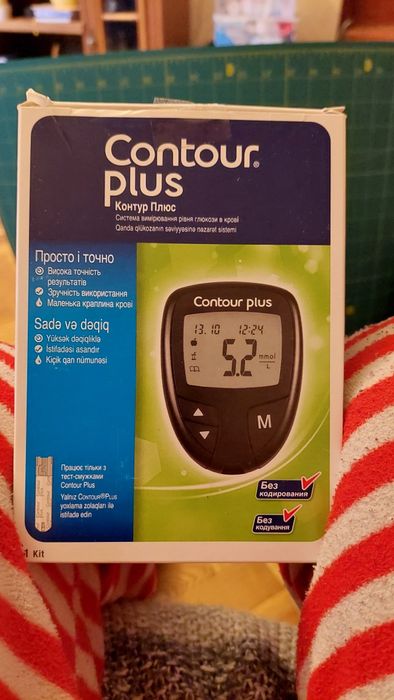 Contour®
plus
Контур Плюс
Система вимірювання рівня глюкози в крові
Qanda qlükozanın səviyyəsinə nəzarət sistemi
Просто і точно
Висока точність
результатів
Зручність використання
Маленька краплина крові
Sadə və dəqiq
Yüksək dəqiqliklə
İstifadəsi asandır
Kiçik qan nümunəsi
Contour plus
13.10 12:24
5.2 mmol
L
M
Працює тільки з
тест-смужками
Contour Plus
Yalnız CONTOUR®PLUS
yoxlama zolaqları ilə
istifadə edin
Без
кодирования
Без
кодування
1 Kit